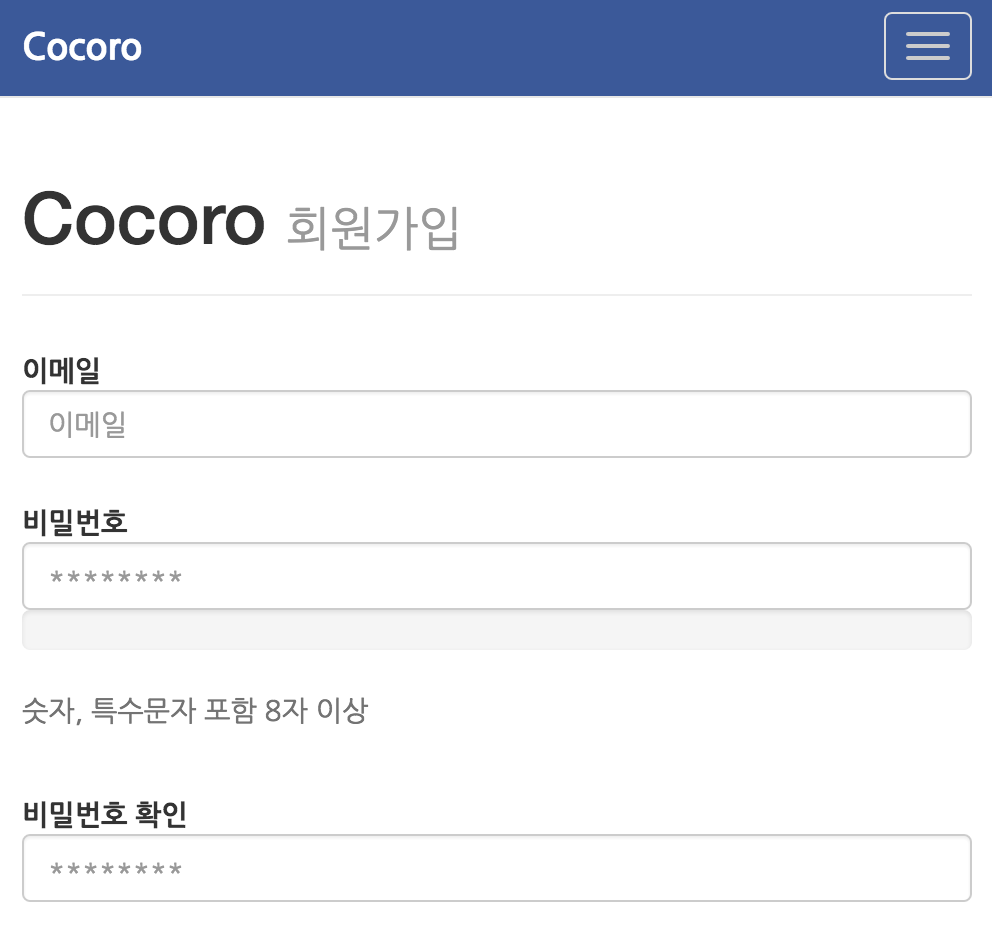 Cocoro
Cocoro 회원가입
이메일
이메일
비밀번호
********
숫자, 특수문자 포함 8자 이상
비밀번호 확인
********